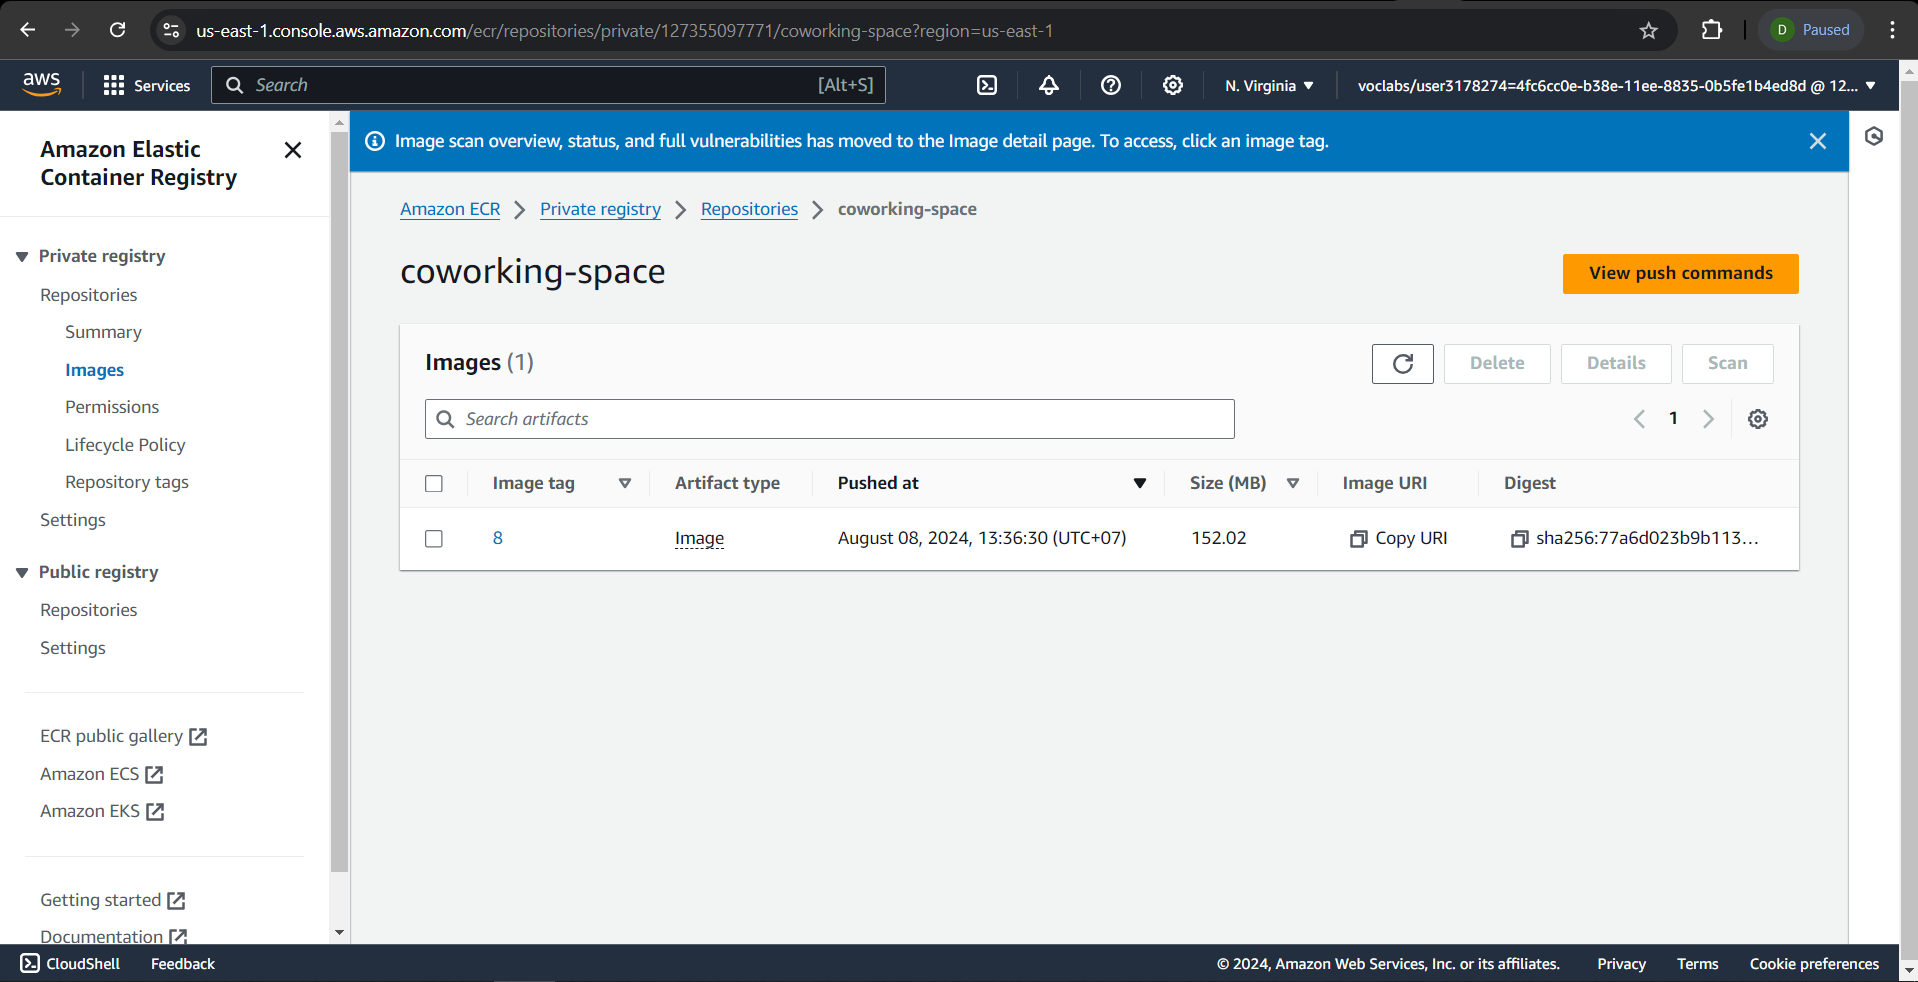 us-east-1.console.aws.amazon.com/ecr/repositories/private/127355097771/coworking-space?region=us-east-1
D Paused
aws Services Search [Alt+S] N. Virginia voclabs/user3178274=4fc6cc0e-b38e-11ee-8835-0b5fe1b4ed8d @ 12...
Amazon Elastic
Container Registry
Private registry
Repositories
Summary
Images
Permissions
Lifecycle Policy
Repository tags
Settings
Public registry
Repositories
Settings
ECR public gallery
Amazon ECS
Amazon EKS
Getting started
Documentation
Image scan overview, status, and full vulnerabilities has moved to the Image detail page. To access, click an image tag.
Amazon ECR Private registry Repositories coworking-space
coworking-space
View push commands
Images (1)
Delete Details Scan
Search artifacts
1
Image tag Artifact type Pushed at Size (MB) Image URI Digest
8 Image August 08, 2024, 13:36:30 (UTC+07) 152.02 Copy URI sha256:77a6d023b9b113...
CloudShell Feedback © 2024, Amazon Web Services, Inc. or its affiliates. Privacy Terms Cookie preferences